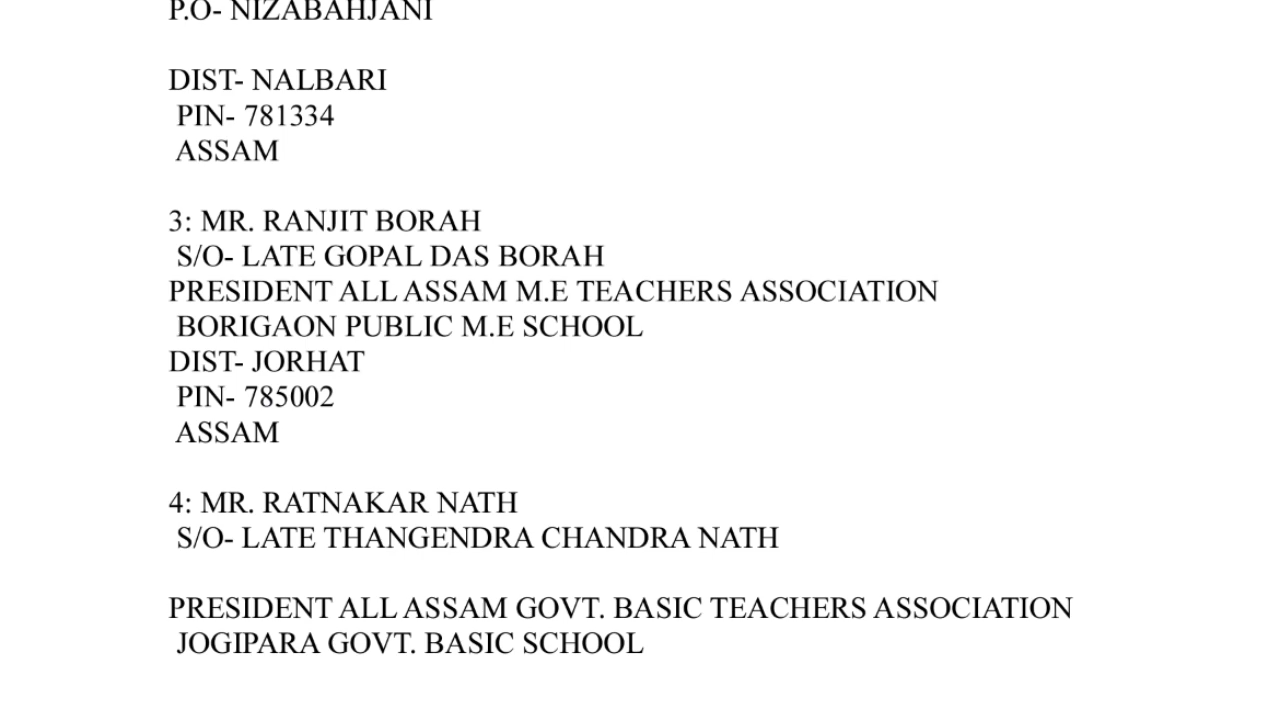 P.O- NIZABAHJANI
DIST- NALBARI
PIN- 781334
ASSAM
3: MR. RANJIT BORAH
S/O- LATE GOPAL DAS BORAH
PRESIDENT ALL ASSAM M.E TEACHERS ASSOCIATION
BORIGAON PUBLIC M.E SCHOOL
DIST- JORHAT
PIN- 785002
ASSAM
4: MR. RATNAKAR NATH
S/O- LATE THANGENDRA CHANDRA NATH
PRESIDENT ALL ASSAM GOVT. BASIC TEACHERS ASSOCIATION
JOGIPARA GOVT. BASIC SCHOOL